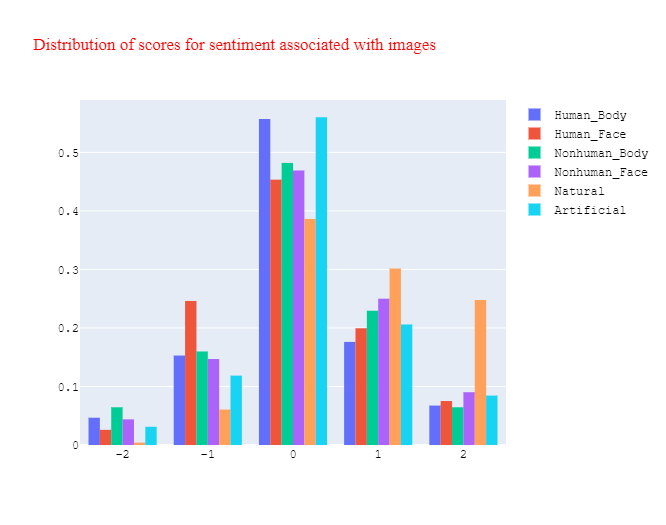 Distribution of scores for sentiment associated with images
Human_Body
Human_Face
Nonhuman_Body
Nonhuman_Face
Natural
Artificial
0.5
0.4
0.3
0.2
0.1
0
−2 −1 0 1 2